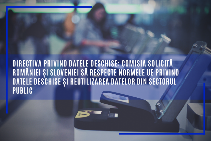 DIRECTIVA PRIVIND DATELE DESCHISE: COMISIA SOLICITĂ
ROMÂNIEI ȘI SLOVENIEI SĂ RESPECTE NORMELE UE PRIVIND
DATELE DESCHISE ȘI REUTILIZAREA DATELOR DIN SECTORUL
PUBLIC